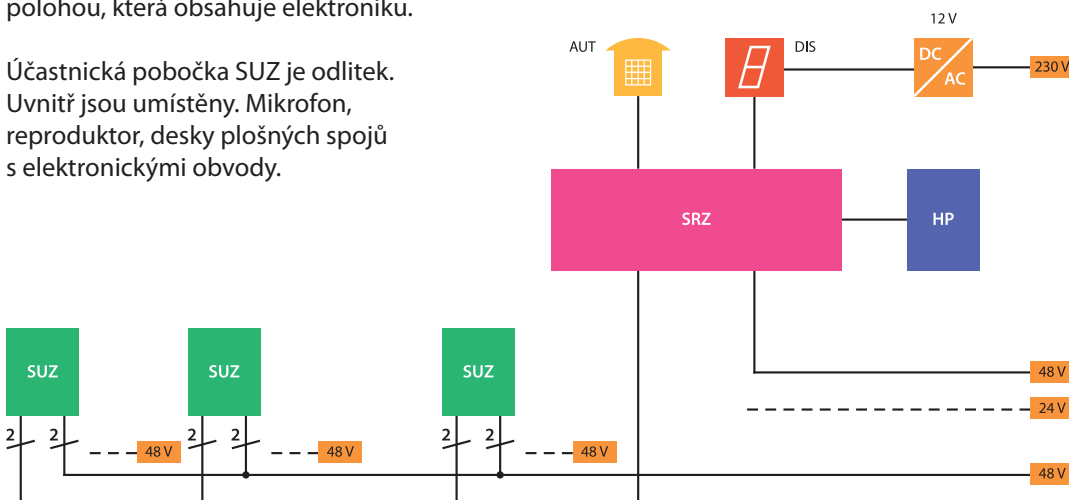 polohou, která obsahuje elektroniku.
Účastnická pobočka SUZ je odlitek.
Uvnitř jsou umístěny. Mikrofon,
reproduktor, desky plošných spojů
s elektronickými obvody.
12 V
AUT
DIS
DC
AC
230 V
SRZ
HP
SUZ
SUZ
SUZ
48 V
24 V
2
2
48 V
2
2
48 V
2
2
48 V
48 V